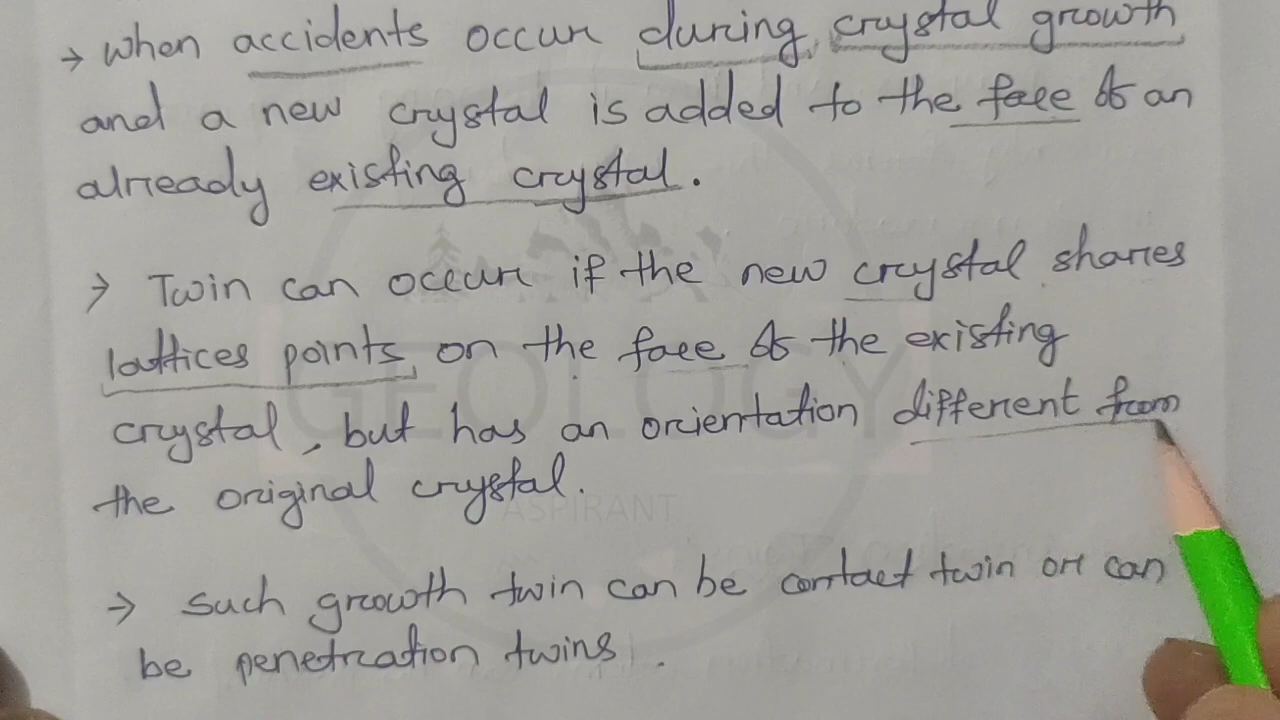 → when accidents occur during crystal growth
and a new crystal is added to the face of an
already existing crystal.
→ Twin can occur if the new crystal shares
lattices points on the face of the existing
crystal, but has an orientation different from
the original crystal.
→ Such growth twin can be contact twin or can
be penetration twins.
GEOLOGY
ASPIRANT